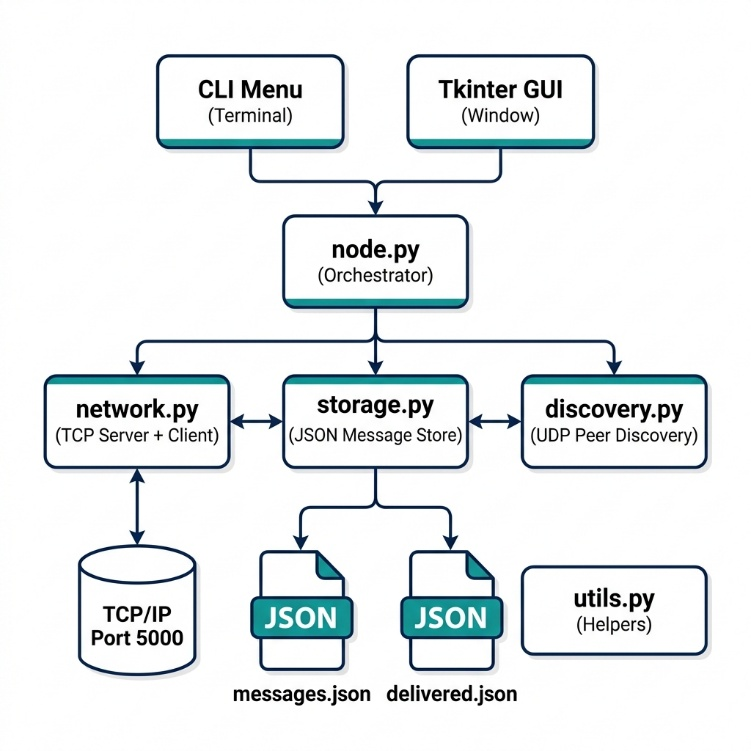 CLI Menu
(Terminal)
Tkinter GUI
(Window)
node.py
(Orchestrator)
network.py
(TCP Server + Client)
storage.py
(JSON Message Store)
discovery.py
(UDP Peer Discovery)
TCP/IP
Port 5000
JSON
messages.json
JSON
delivered.json
utils.py
(Helpers)